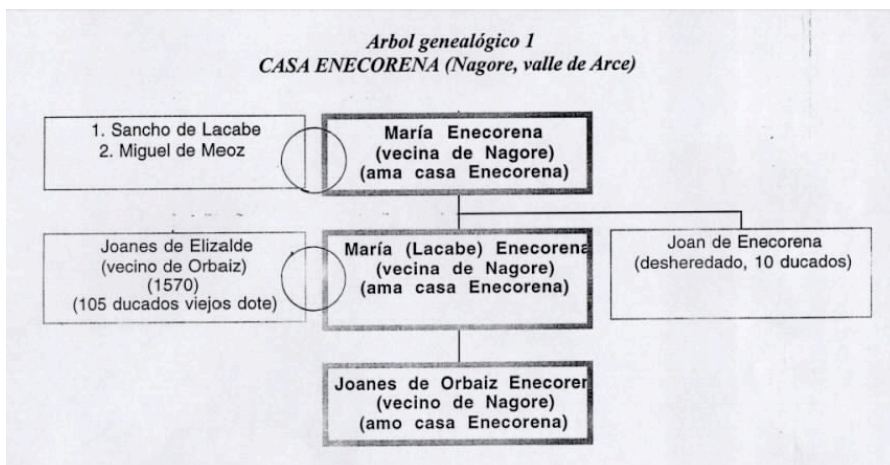 Arbol genealógico 1
CASA ENECORENA (Nagore, valle de Arce)
1. Sancho de Lacabe
2. Miguel de Meoz
María Enecorena
(vecina de Nagore)
(ama casa Enecorena)
Joanes de Elizalde
(vecino de Orbaiz)
(1570)
(105 ducados viejos dote)
María (Lacabe) Enecorena
(vecina de Nagore)
(ama casa Enecorena)
Joan de Enecorena
(desheredado, 10 ducados)
Joanes de Orbaiz Enecorer
(vecino de Nagore)
(amo casa Enecorena)